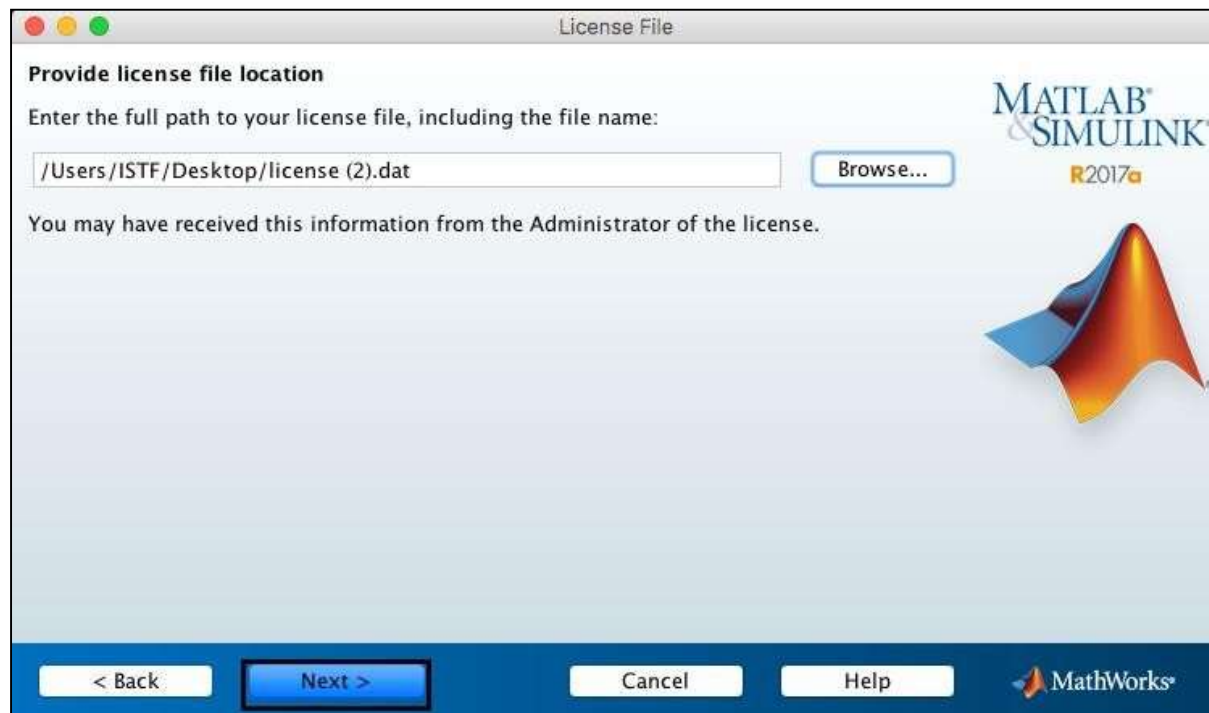 License File
Provide license file location
Enter the full path to your license file, including the file name:
/Users/ISTF/Desktop/license (2).dat
Browse...
You may have received this information from the Administrator of the license.
MATLAB®
&SIMULINK®
R2017a
< Back
Next >
Cancel
Help
MathWorks®